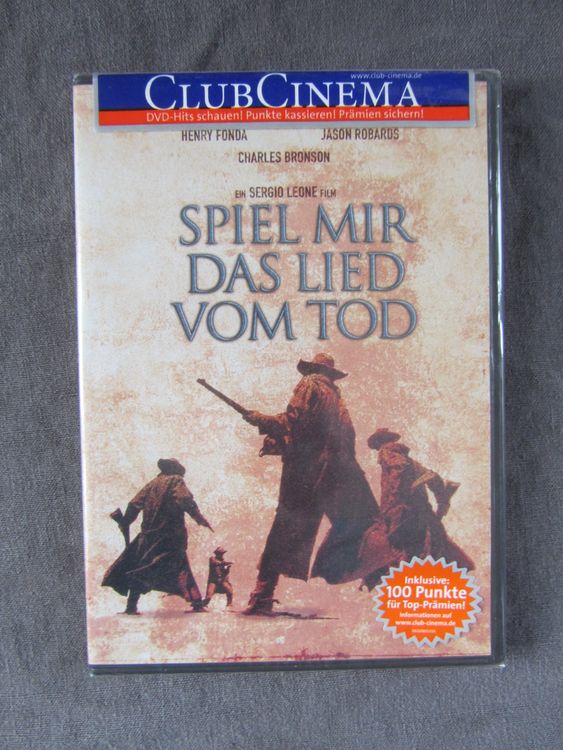 www.club-cinema.de
CLUBCINEMA
DVD-Hits schauen! Punkte kassieren! Prämien sichern!
HENRY FONDA JASON ROBARDS
CHARLES BRONSON
EIN SERGIO LEONE FILM
SPIEL MIR
DAS LIED
VOM TOD
Inklusive:
100 Punkte
für Top-Prämien!
Informationen auf
www.club-cinema.de